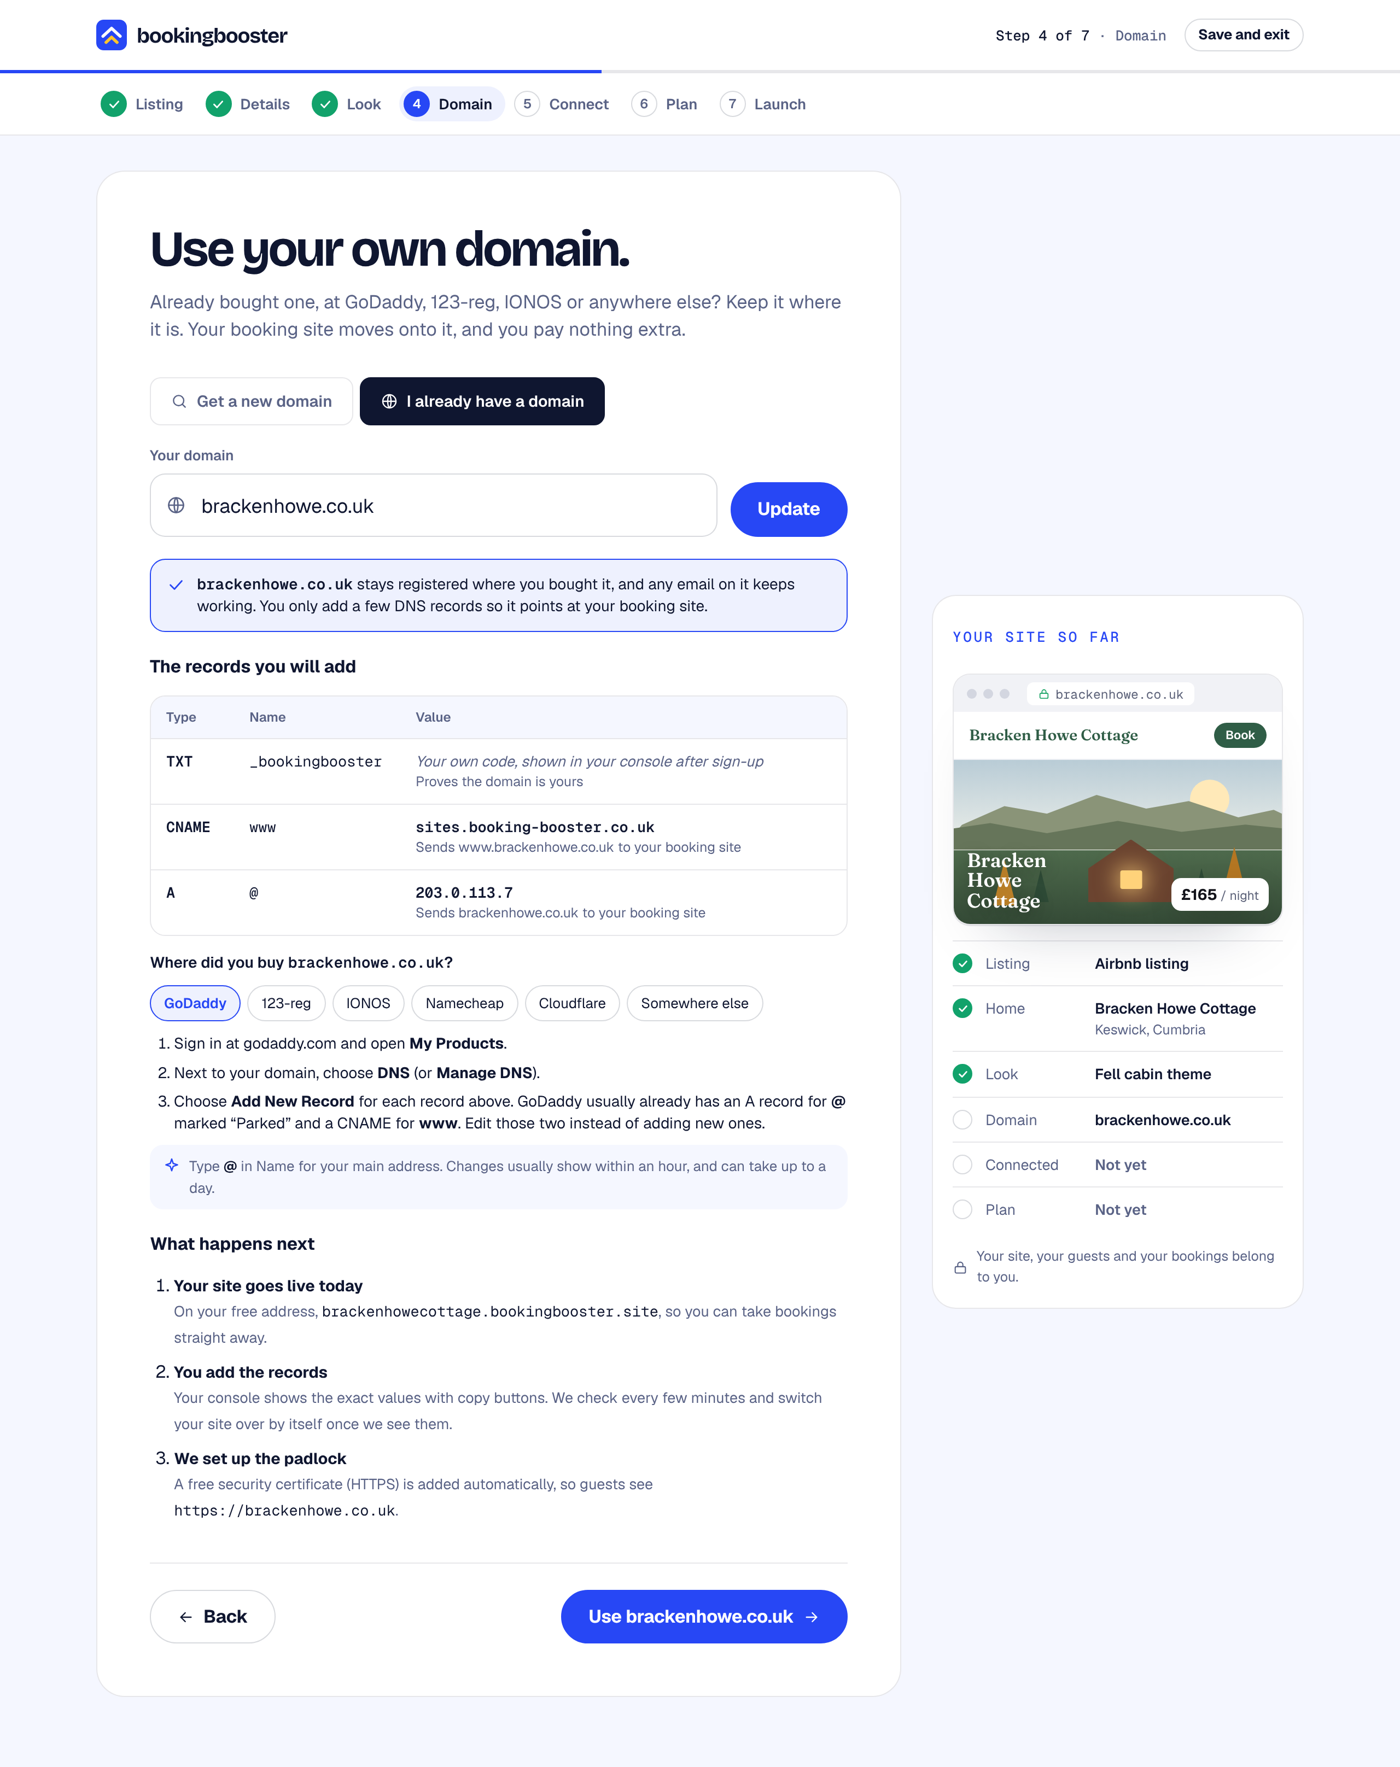 bookingbooster
Step 4 of 7 · Domain
Save and exit
Listing
Details
Look
4 Domain
5 Connect
6 Plan
7 Launch
Use your own domain.
Already bought one, at GoDaddy, 123-reg, IONOS or anywhere else? Keep it where
it is. Your booking site moves onto it, and you pay nothing extra.
Get a new domain
I already have a domain
Your domain
brackenhowe.co.uk
Update
brackenhowe.co.uk stays registered where you bought it, and any email on it keeps
working. You only add a few DNS records so it points at your booking site.
The records you will add
Type Name Value
TXT _bookingbooster Your own code, shown in your console after sign-up
Proves the domain is yours
CNAME www sites.booking-booster.co.uk
Sends www.brackenhowe.co.uk to your booking site
A @ 203.0.113.7
Sends brackenhowe.co.uk to your booking site
Where did you buy brackenhowe.co.uk?
GoDaddy
123-reg
IONOS
Namecheap
Cloudflare
Somewhere else
1. Sign in at godaddy.com and open My Products.
2. Next to your domain, choose DNS (or Manage DNS).
3. Choose Add New Record for each record above. GoDaddy usually already has an A record for @
marked “Parked” and a CNAME for www. Edit those two instead of adding new ones.
Type @ in Name for your main address. Changes usually show within an hour, and can take up to a
day.
What happens next
1. Your site goes live today
On your free address, brackenhowecottage.bookingbooster.site, so you can take bookings
straight away.
2. You add the records
Your console shows the exact values with copy buttons. We check every few minutes and switch
your site over by itself once we see them.
3. We set up the padlock
A free security certificate (HTTPS) is added automatically, so guests see
https://brackenhowe.co.uk.
Back
Use brackenhowe.co.uk
YOUR SITE SO FAR
brackenhowe.co.uk
Bracken Howe Cottage
Book
Bracken
Howe
Cottage
£165 / night
Listing Airbnb listing
Home Bracken Howe Cottage
Keswick, Cumbria
Look Fell cabin theme
Domain brackenhowe.co.uk
Connected Not yet
Plan Not yet
Your site, your guests and your bookings belong
to you.